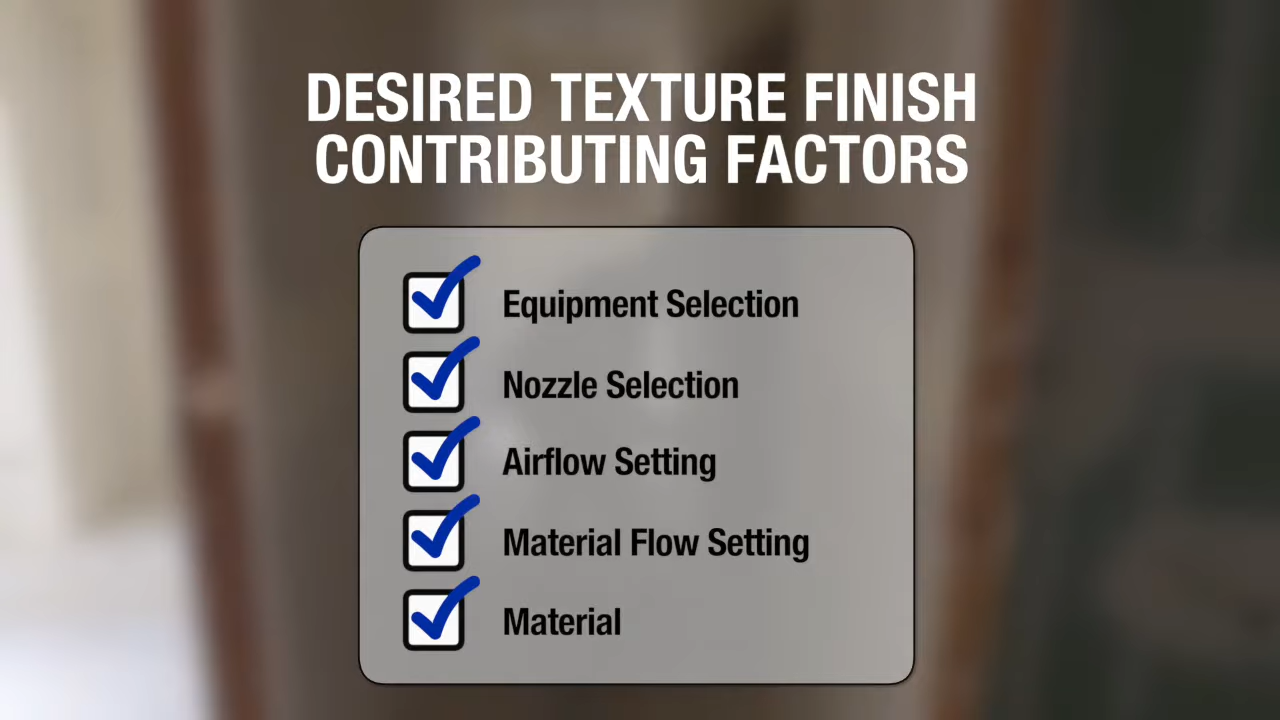 DESIRED TEXTURE FINISH
CONTRIBUTING FACTORS
Equipment Selection
Nozzle Selection
Airflow Setting
Material Flow Setting
Material